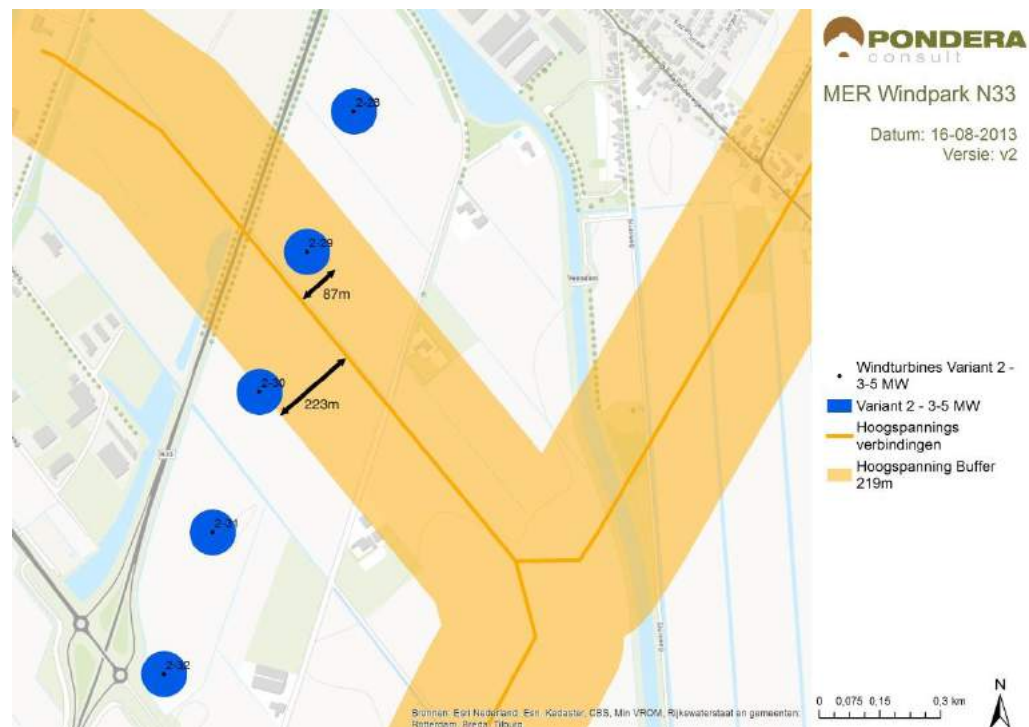 PONDERA
consult
MER Windpark N33
Datum: 16-08-2013
Versie: v2
2-28
2-29
87m
2-30
223m
N33
2-31
2-32
Windturbines Variant 2 -
3-5 MW
Variant 2 - 3-5 MW
Hoogspannings
verbindingen
Hoogspanning Buffer
219m
N
0 0,075 0,15 0,3 km
Bronnen: Esri Nederland, Esri, Kadaster, CBS, Min VROM, Rijkswaterstaat en gemeenten:
Rotterdam, Breda, Tilburg